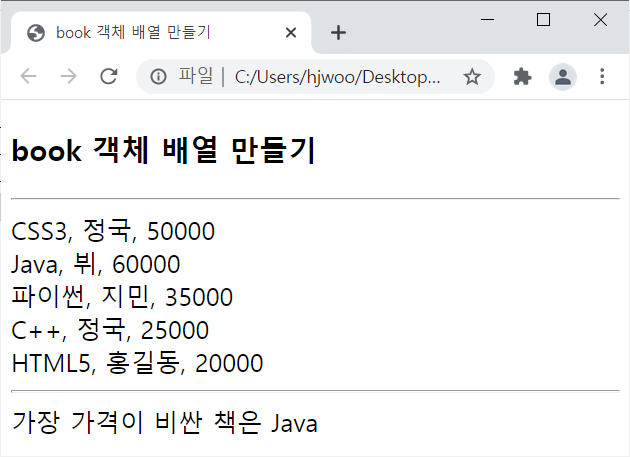 book 객체 배열 만들기
파일 | C:/Users/hjwoo/Desktop...
book 객체 배열 만들기
CSS3, 정국, 50000
Java, 뷔, 60000
파이썬, 지민, 35000
C++, 정국, 25000
HTML5, 홍길동, 20000
가장 가격이 비싼 책은 Java